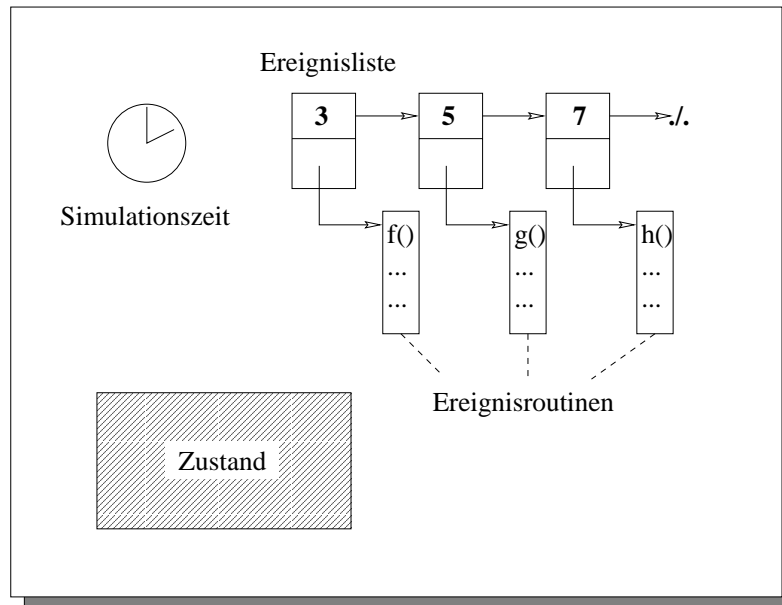 Ereignisliste
3
5
7
./.
Simulationszeit
f()
...
...
g()
...
...
h()
...
...
Ereignisroutinen
Zustand